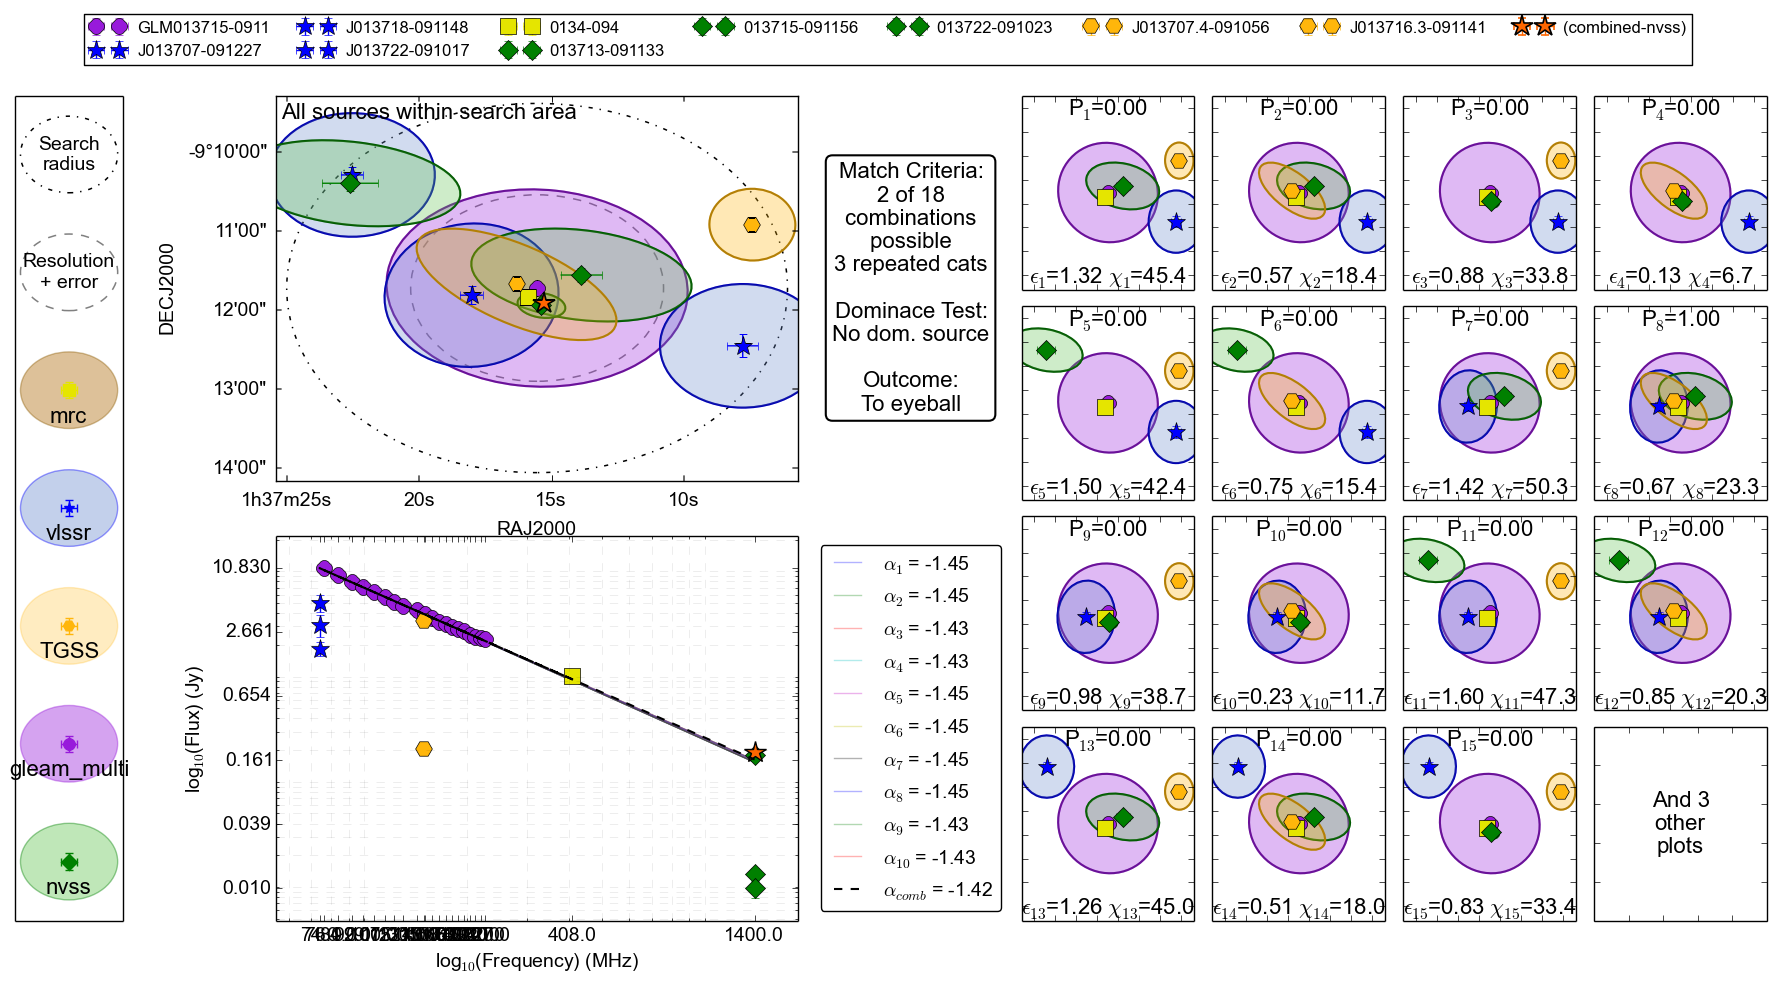 GLM013715-0911 J013718-091148 0134-094 013715-091156 013722-091023 J013707.4-091056 J013716.3-091141 (combined-nvss)
J013707-091227 J013722-091017 013713-091133
Search
radius
Resolution
+ error
mrc
vlssr
TGSS
gleam_multi
nvss
All sources within search area
DECJ2000
-9°10'00"
11'00"
12'00"
13'00"
14'00"
1h37m25s 20s 15s 10s
RAJ2000
Match Criteria:
2 of 18
combinations
possible
3 repeated cats
Dominace Test:
No dom. source
Outcome:
To eyeball
log10(Flux) (Jy)
10.830
2.661
0.654
0.161
0.039
0.010
408.0 1400.0
log10(Frequency) (MHz)
α1 = -1.45
α2 = -1.45
α3 = -1.43
α4 = -1.43
α5 = -1.45
α6 = -1.45
α7 = -1.45
α8 = -1.45
α9 = -1.43
α10 = -1.43
αcomb = -1.42
P1=0.00 P2=0.00 P3=0.00 P4=0.00
ϵ1=1.32 χ1=45.4 ϵ2=0.57 χ2=18.4 ϵ3=0.88 χ3=33.8 ϵ4=0.13 χ4=6.7
P5=0.00 P6=0.00 P7=0.00 P8=1.00
ϵ5=1.50 χ5=42.4 ϵ6=0.75 χ6=15.4 ϵ7=1.42 χ7=50.3 ϵ8=0.67 χ8=23.3
P9=0.00 P10=0.00 P11=0.00 P12=0.00
ϵ9=0.98 χ9=38.7 ϵ10=0.23 χ10=11.7 ϵ11=1.60 χ11=47.3 ϵ12=0.85 χ12=20.3
P13=0.00 P14=0.00 P15=0.00
ϵ13=1.26 χ13=45.0 ϵ14=0.51 χ14=18.0 ϵ15=0.83 χ15=33.4
And 3
other
plots